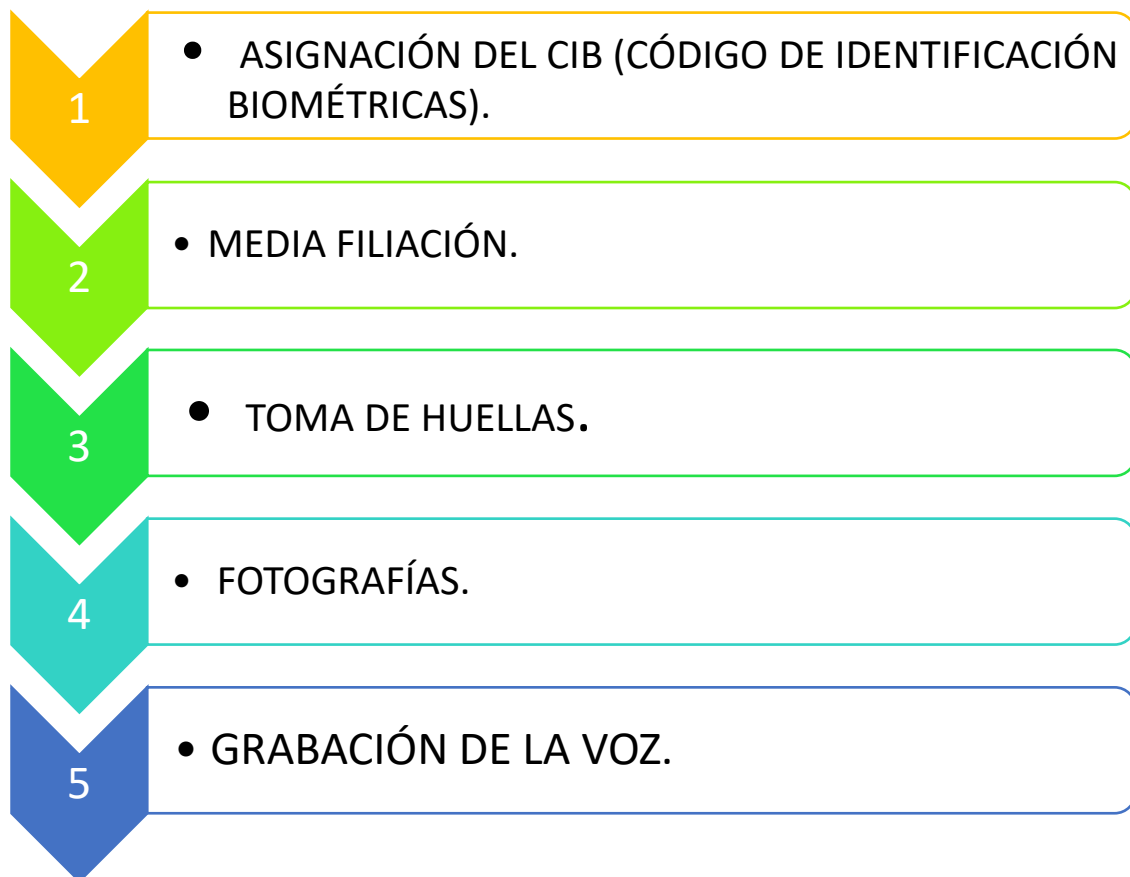 1
• ASIGNACIÓN DEL CIB (CÓDIGO DE IDENTIFICACIÓN
BIOMÉTRICAS).
2
• MEDIA FILIACIÓN.
3
• TOMA DE HUELLAS.
4
• FOTOGRAFÍAS.
5
• GRABACIÓN DE LA VOZ.